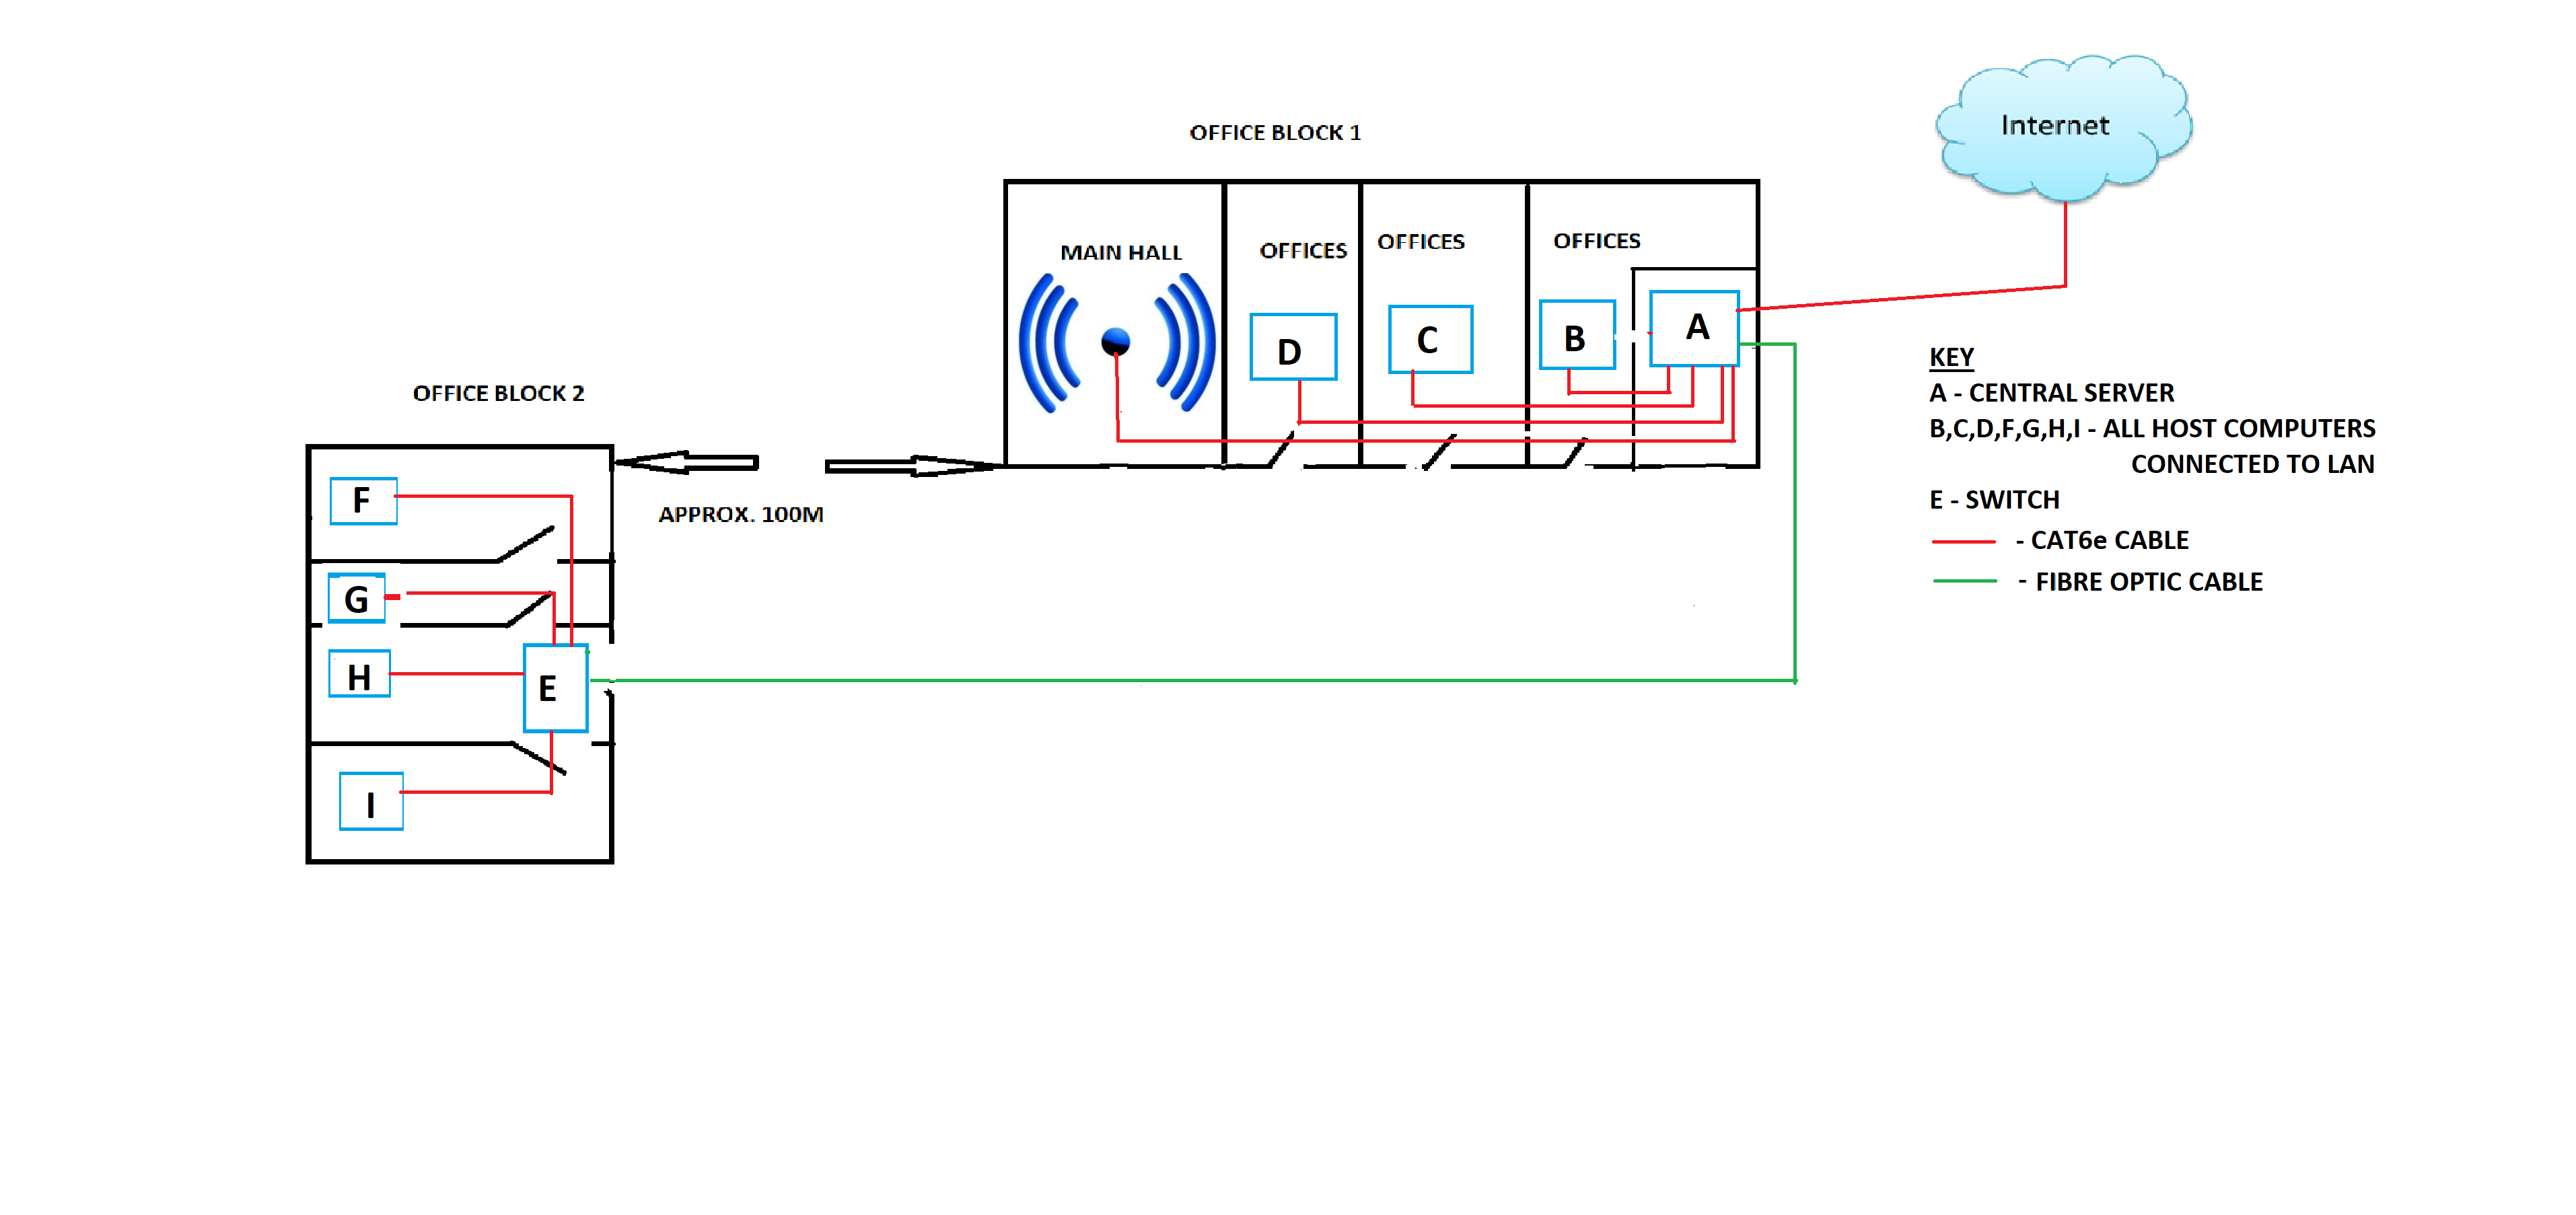 OFFICE BLOCK 1
Internet
MAIN HALL
OFFICES
OFFICES
OFFICES
D
C
B
A
OFFICE BLOCK 2
APPROX. 100M
F
G
H
E
I
KEY
A - CENTRAL SERVER
B,C,D,F,G,H,I - ALL HOST COMPUTERS
CONNECTED TO LAN
E - SWITCH
- CAT6e CABLE
- FIBRE OPTIC CABLE